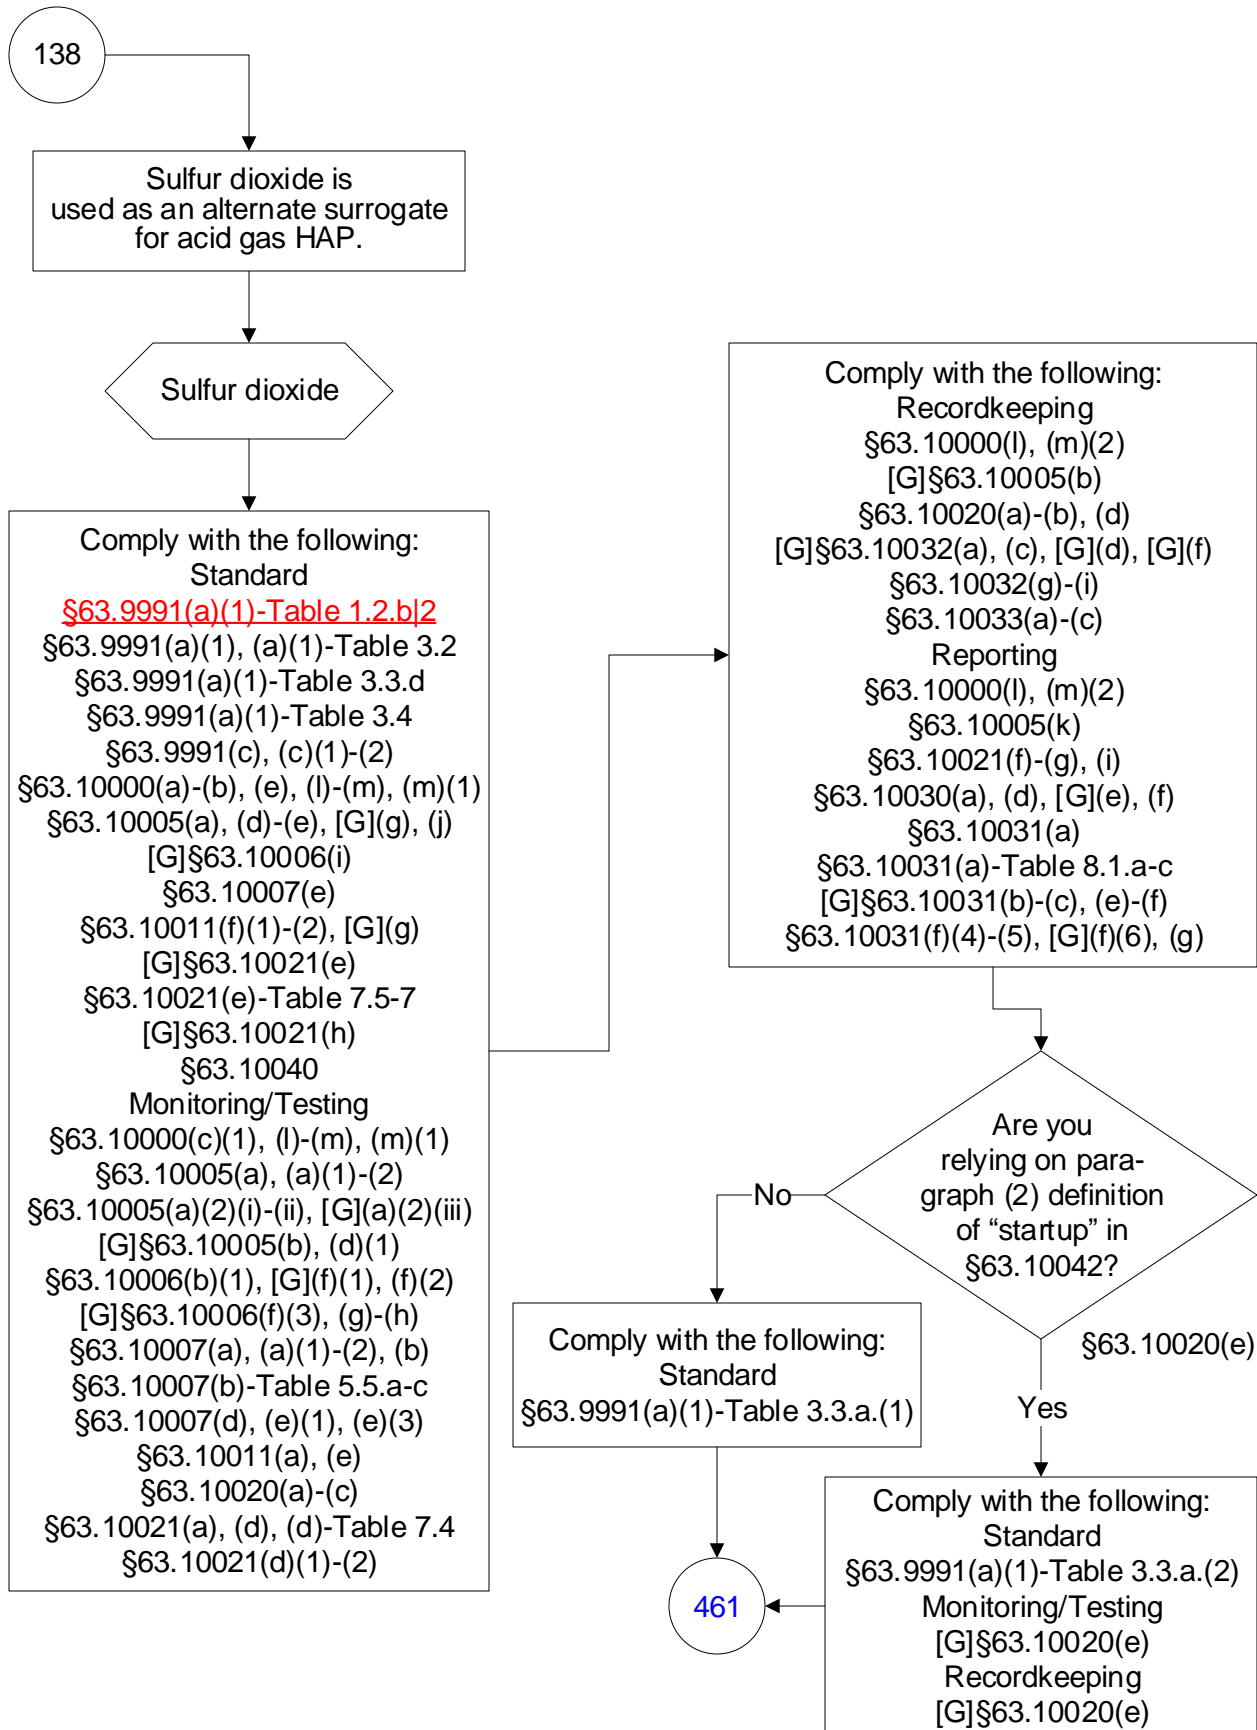 138
Sulfur dioxide is
used as an alternate surrogate
for acid gas HAP.
Sulfur dioxide
Comply with the following:
Standard
§63.9991(a)(1)-Table 1.2.b|2
§63.9991(a)(1), (a)(1)-Table 3.2
§63.9991(a)(1)-Table 3.3.d
§63.9991(a)(1)-Table 3.4
§63.9991(c), (c)(1)-(2)
§63.10000(a)-(b), (e), (l)-(m), (m)(1)
§63.10005(a), (d)-(e), [G](g), (j)
[G]§63.10006(i)
§63.10007(e)
§63.10011(f)(1)-(2), [G](g)
[G]§63.10021(e)
§63.10021(e)-Table 7.5-7
[G]§63.10021(h)
§63.10040
Monitoring/Testing
§63.10000(c)(1), (l)-(m), (m)(1)
§63.10005(a), (a)(1)-(2)
§63.10005(a)(2)(i)-(ii), [G](a)(2)(iii)
[G]§63.10005(b), (d)(1)
§63.10006(b)(1), [G](f)(1), (f)(2)
[G]§63.10006(f)(3), (g)-(h)
§63.10007(a), (a)(1)-(2), (b)
§63.10007(b)-Table 5.5.a-c
§63.10007(d), (e)(1), (e)(3)
§63.10011(a), (e)
§63.10020(a)-(c)
§63.10021(a), (d), (d)-Table 7.4
§63.10021(d)(1)-(2)
Comply with the following:
Recordkeeping
§63.10000(l), (m)(2)
[G]§63.10005(b)
§63.10020(a)-(b), (d)
[G]§63.10032(a), (c), [G](d), [G](f)
§63.10032(g)-(i)
§63.10033(a)-(c)
Reporting
§63.10000(l), (m)(2)
§63.10005(k)
§63.10021(f)-(g), (i)
§63.10030(a), (d), [G](e), (f)
§63.10031(a)
§63.10031(a)-Table 8.1.a-c
[G]§63.10031(b)-(c), (e)-(f)
§63.10031(f)(4)-(5), [G](f)(6), (g)
Are you
relying on para-
graph (2) definition
of “startup” in
§63.10042?
§63.10020(e)
No
Comply with the following:
Standard
§63.9991(a)(1)-Table 3.3.a.(1)
Yes
Comply with the following:
Standard
§63.9991(a)(1)-Table 3.3.a.(2)
Monitoring/Testing
[G]§63.10020(e)
Recordkeeping
[G]§63.10020(e)
461